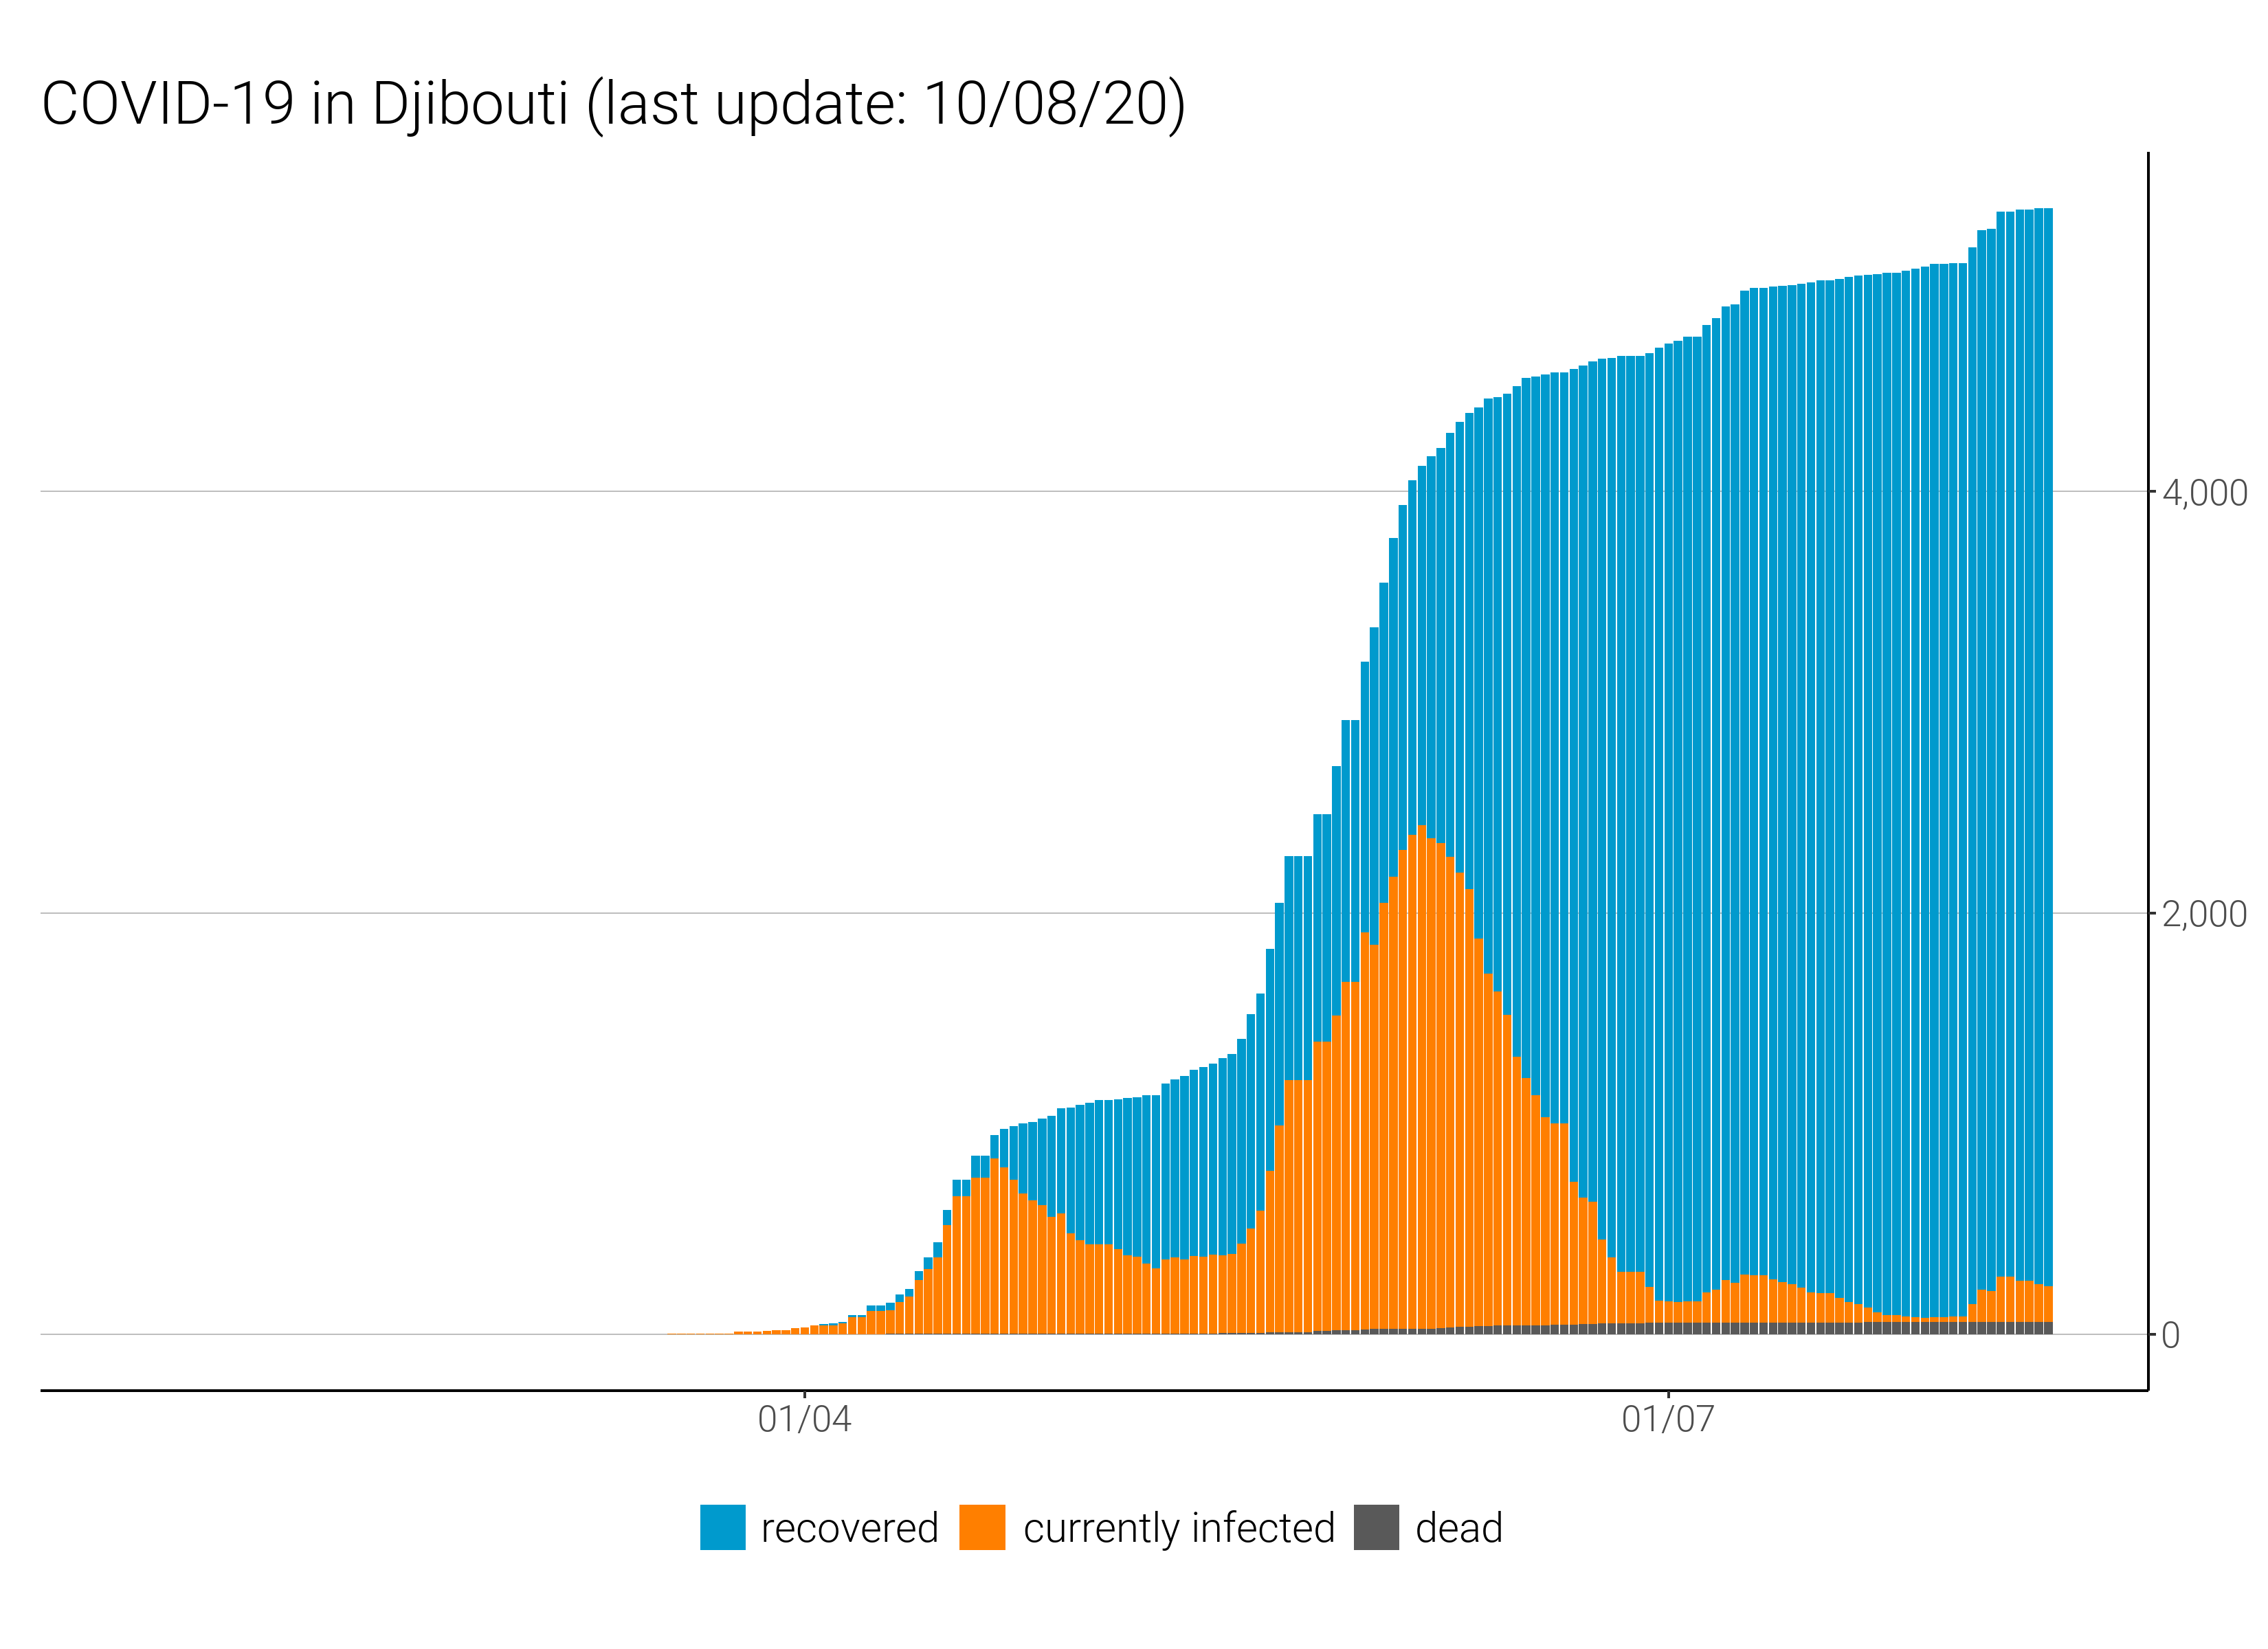 COVID-19 in Djibouti (last update: 10/08/20)
4,000
2,000
0
01/04 01/07
recovered currently infected dead